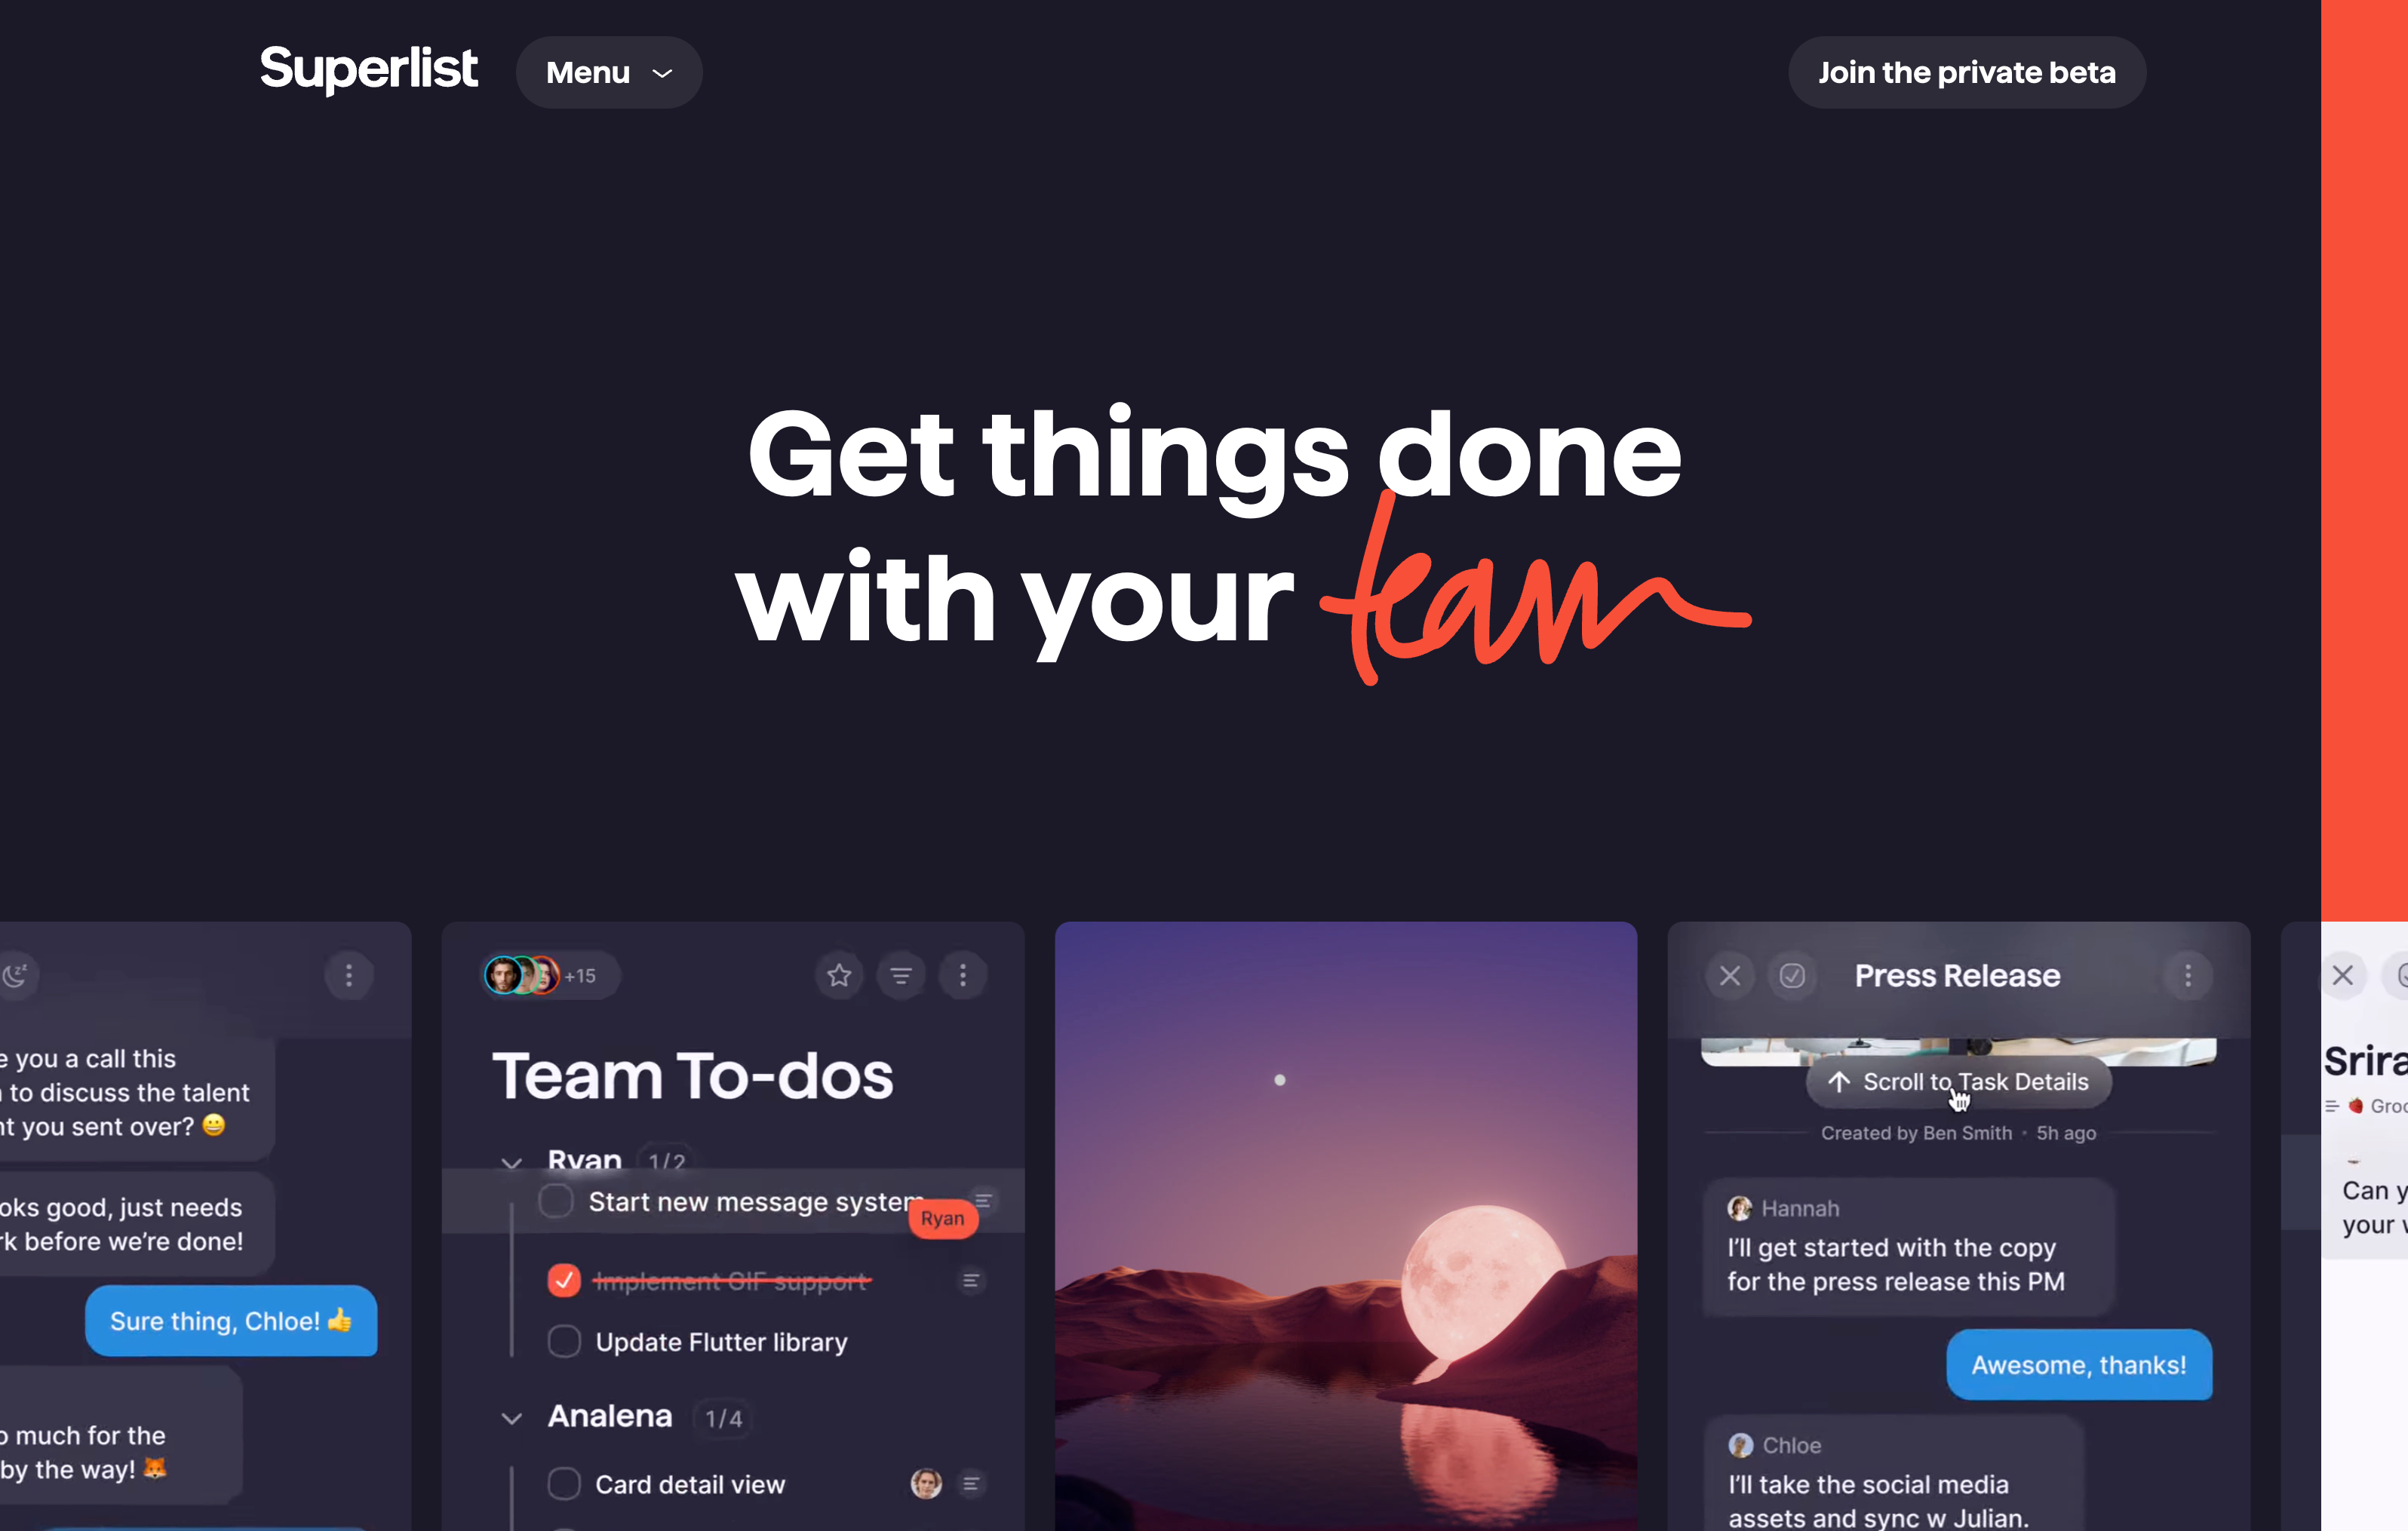 Superlist
Menu
Join the private beta
Get things done
with your team
you a call this
to discuss the talent
you sent over? 😀
good, just needs
before we're done!
Sure thing, Chloe! 👍
much for the
by the way! 🦊
+15
Team To-dos
Ryan 1/2
Start new message system
Ryan
Implement GIF support
Update Flutter library
Analena 1/4
Card detail view
Press Release
Scroll to Task Details
Created by Ben Smith • 5h ago
Hannah
I'll get started with the copy
for the press release this PM
Awesome, thanks!
Chloe
I'll take the social media
assets and sync w Julian.
Can
your